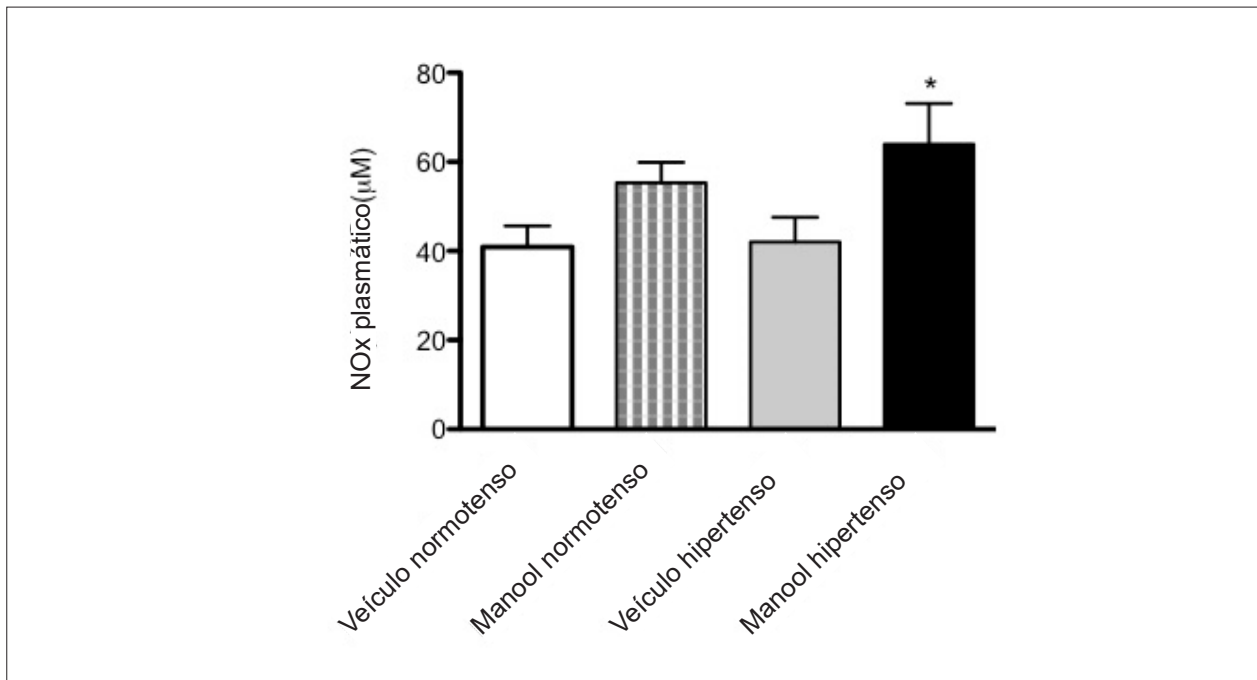 80
*
60
40
20
0
NOx plasmático(μM)
Veículo normotenso
Manool normotenso
Veículo hipertenso
Manool hipertenso